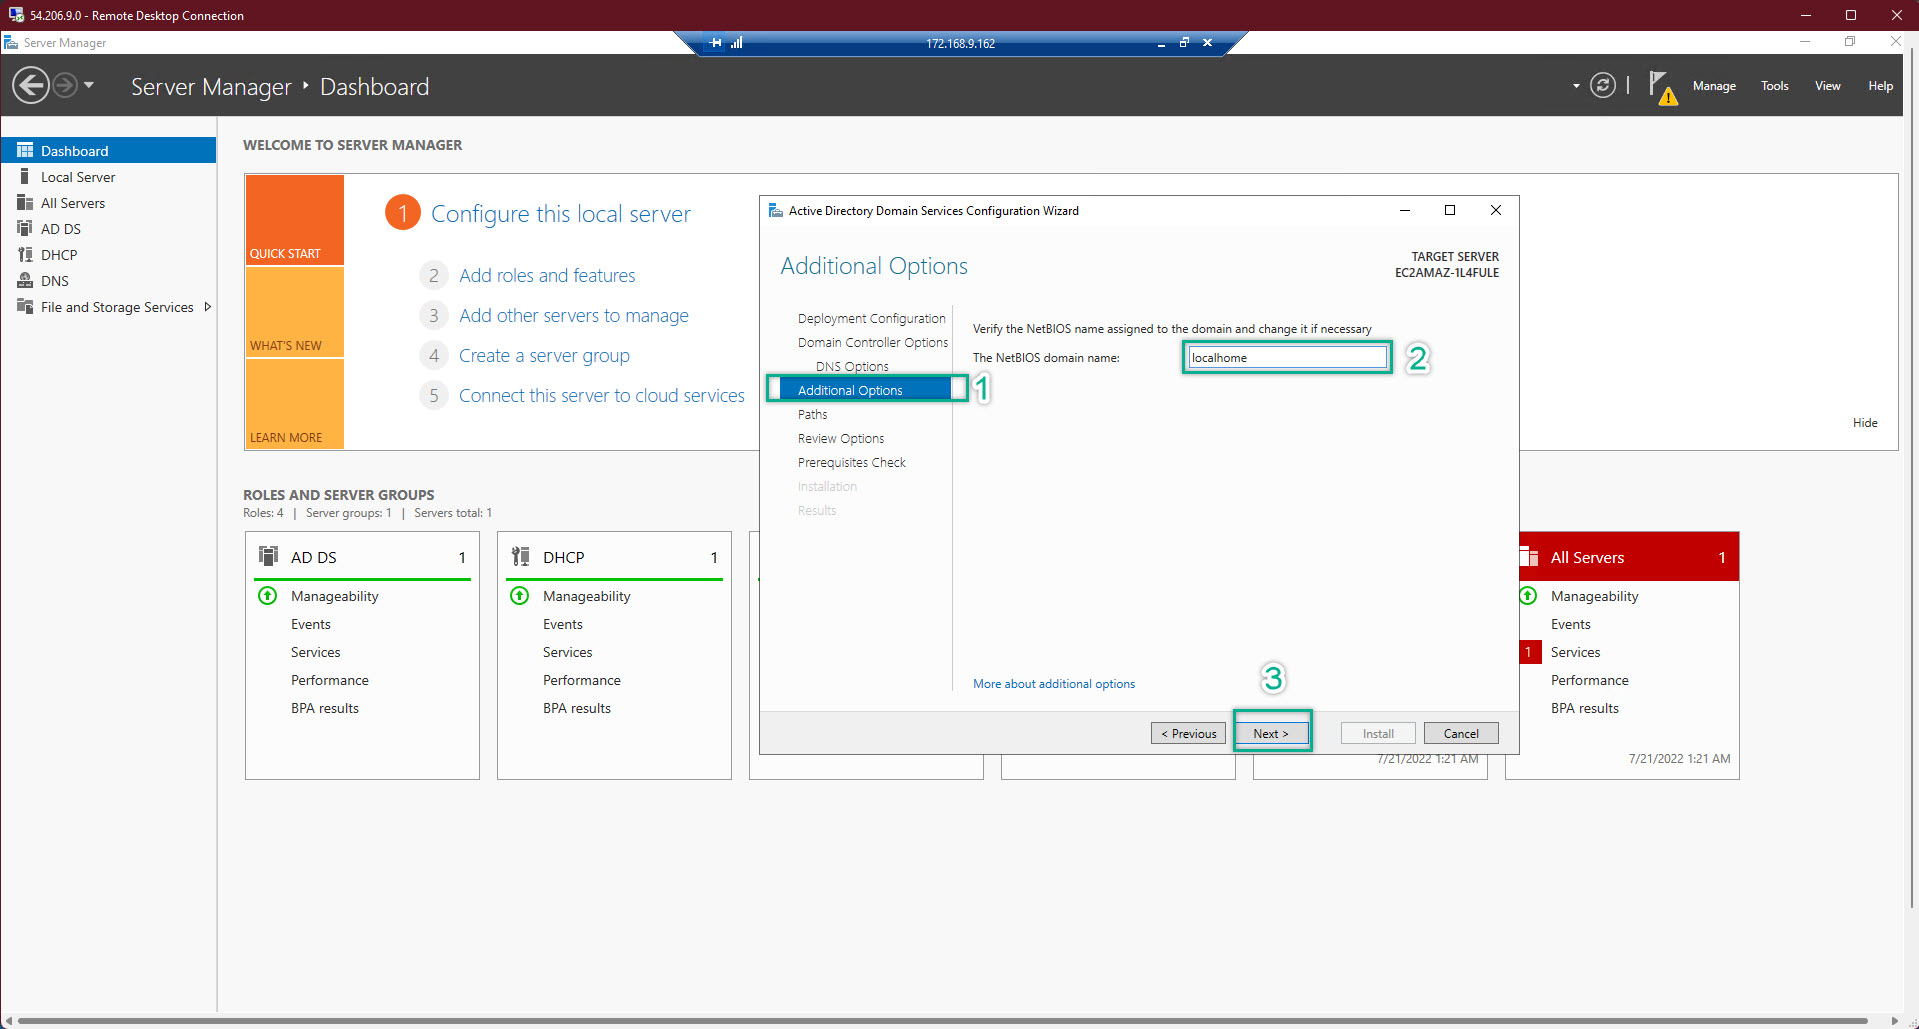 54.206.9.0 - Remote Desktop Connection
Server Manager
172.168.9.162
Server Manager ‣ Dashboard
Manage
Tools
View
Help
Dashboard
Local Server
All Servers
AD DS
DHCP
DNS
File and Storage Services
WELCOME TO SERVER MANAGER
QUICK START
WHAT'S NEW
LEARN MORE
1 Configure this local server
2 Add roles and features
3 Add other servers to manage
4 Create a server group
5 Connect this server to cloud services
Hide
Active Directory Domain Services Configuration Wizard
Additional Options
TARGET SERVER
EC2AMAZ-1L4FULE
Deployment Configuration
Domain Controller Options
DNS Options
Additional Options
1
Paths
Review Options
Prerequisites Check
Installation
Results
Verify the NetBIOS name assigned to the domain and change it if necessary
The NetBIOS domain name:
localhome
2
More about additional options
3
< Previous
Next >
Install
Cancel
ROLES AND SERVER GROUPS
Roles: 4 | Server groups: 1 | Servers total: 1
AD DS 1
Manageability
Events
Services
Performance
BPA results
DHCP 1
Manageability
Events
Services
Performance
BPA results
7/21/2022 1:21 AM
All Servers 1
Manageability
Events
1 Services
Performance
BPA results
7/21/2022 1:21 AM